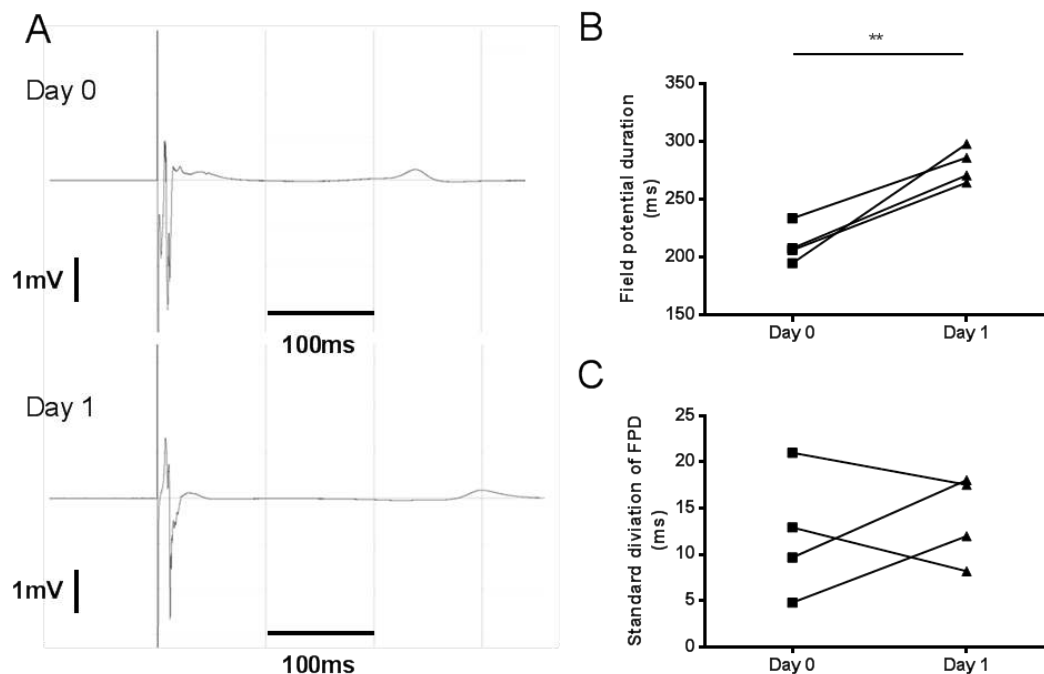 A
Day 0
1mV
100ms
Day 1
1mV
100ms
B
**
Field potential duration
(ms)
350
300
250
200
150
Day 0 Day 1
C
Standard diviation of FPD
(ms)
25
20
15
10
5
0
Day 0 Day 1